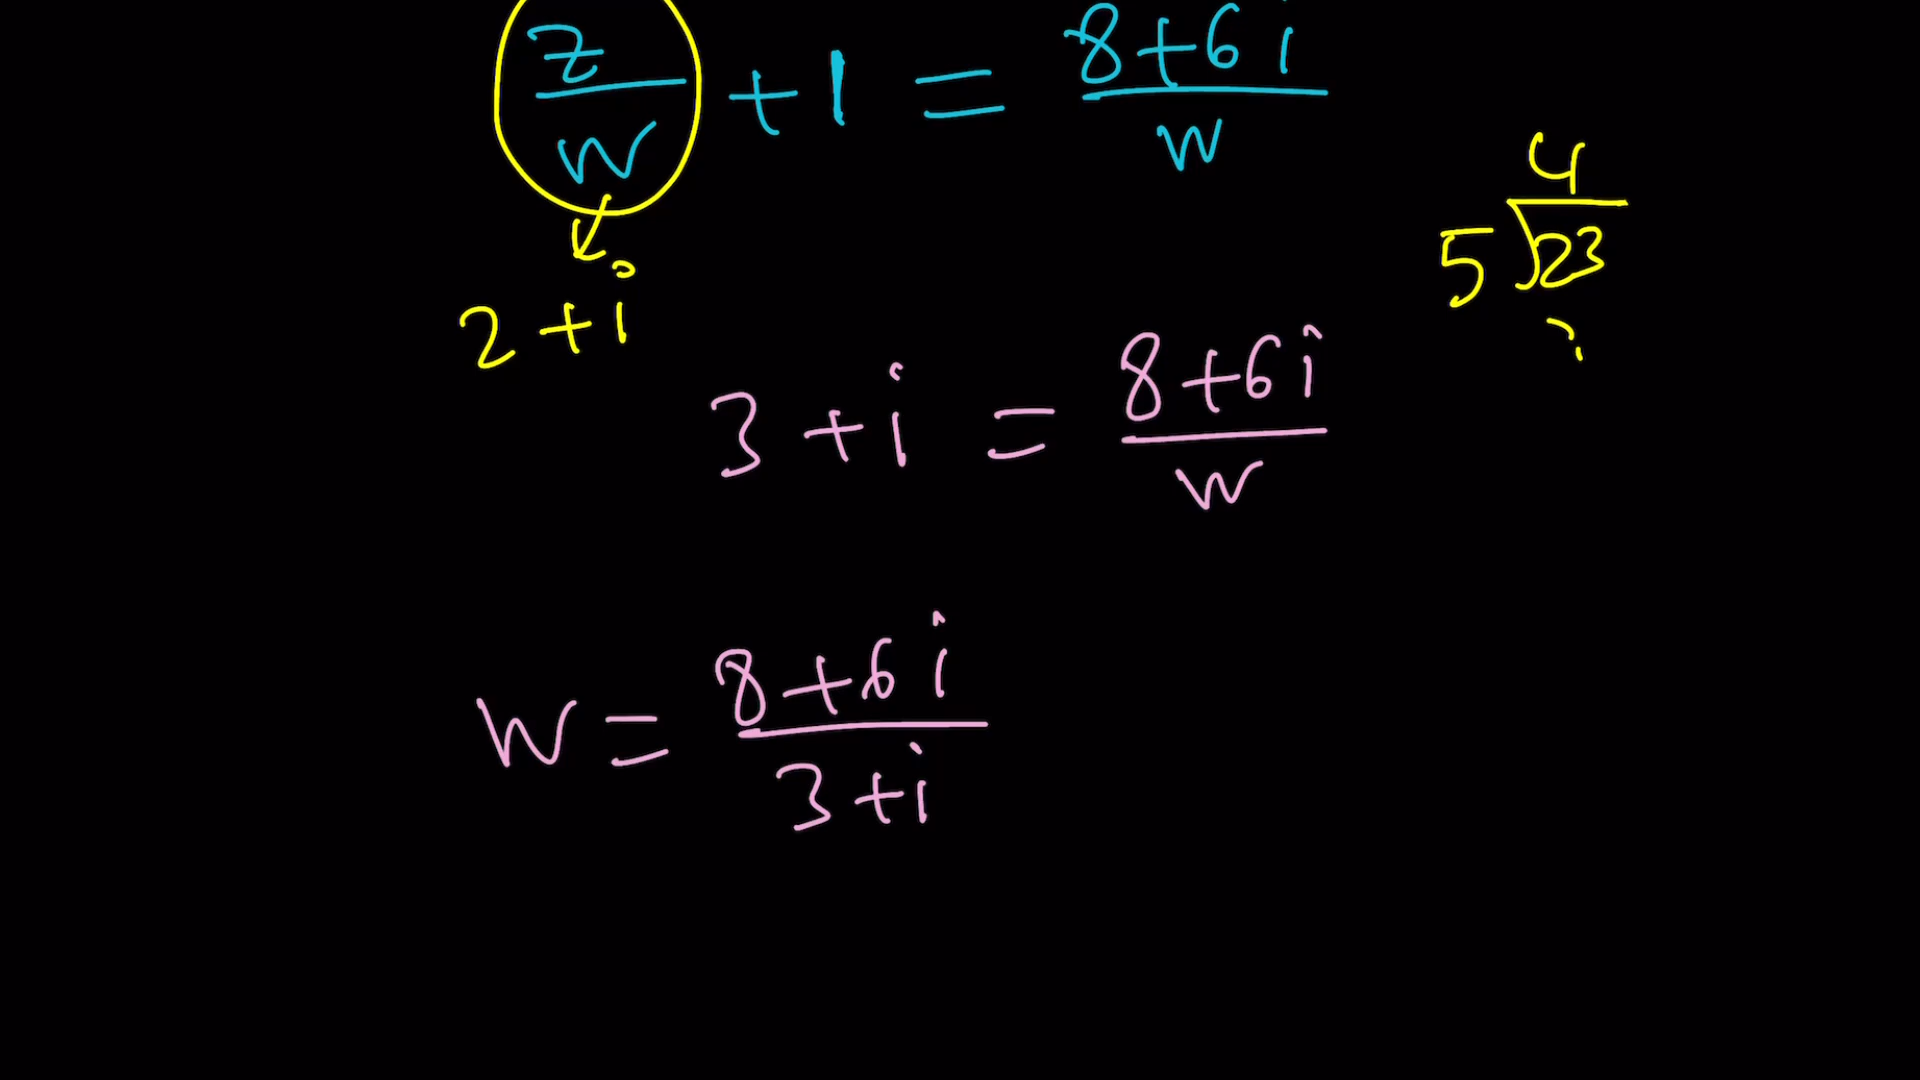 z/w + 1 = 8+6i/w
4
5 23
2+i
3+i = 8+6i/w
w = 8+6i/3+i